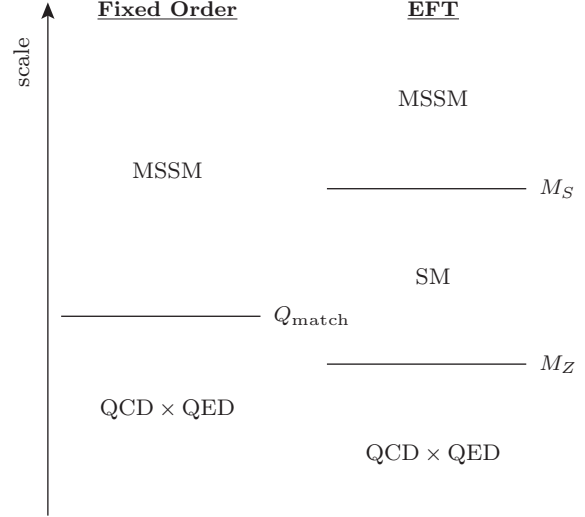 Fixed Order
EFT
scale
MSSM
MSSM
M_S
SM
Q_match
M_Z
QCD × QED
QCD × QED